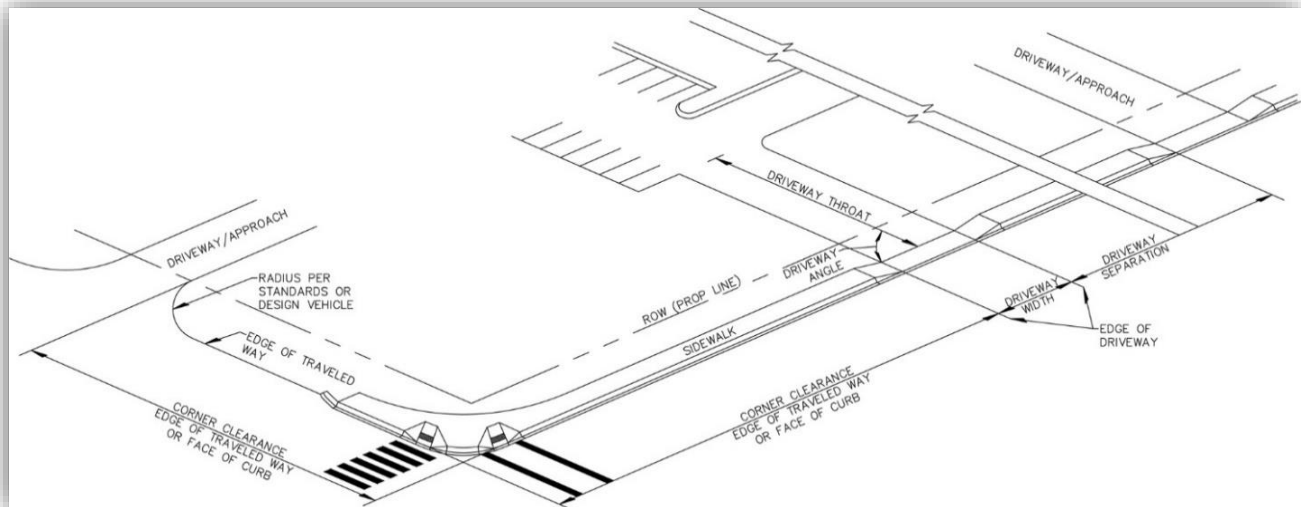 DRIVEWAY/APPROACH
DRIVEWAY THROAT
DRIVEWAY/APPROACH
RADIUS PER
STANDARDS OR
DESIGN VEHICLE
DRIVEWAY
ANGLE
DRIVEWAY
SEPARATION
ROW (PROP LINE)
DRIVEWAY
WIDTH
EDGE OF
DRIVEWAY
EDGE OF TRAVELED
WAY
SIDEWALK
CORNER CLEARANCE
EDGE OF TRAVELED WAY
OR FACE OF CURB
CORNER CLEARANCE
EDGE OF TRAVELED WAY
OR FACE OF CURB